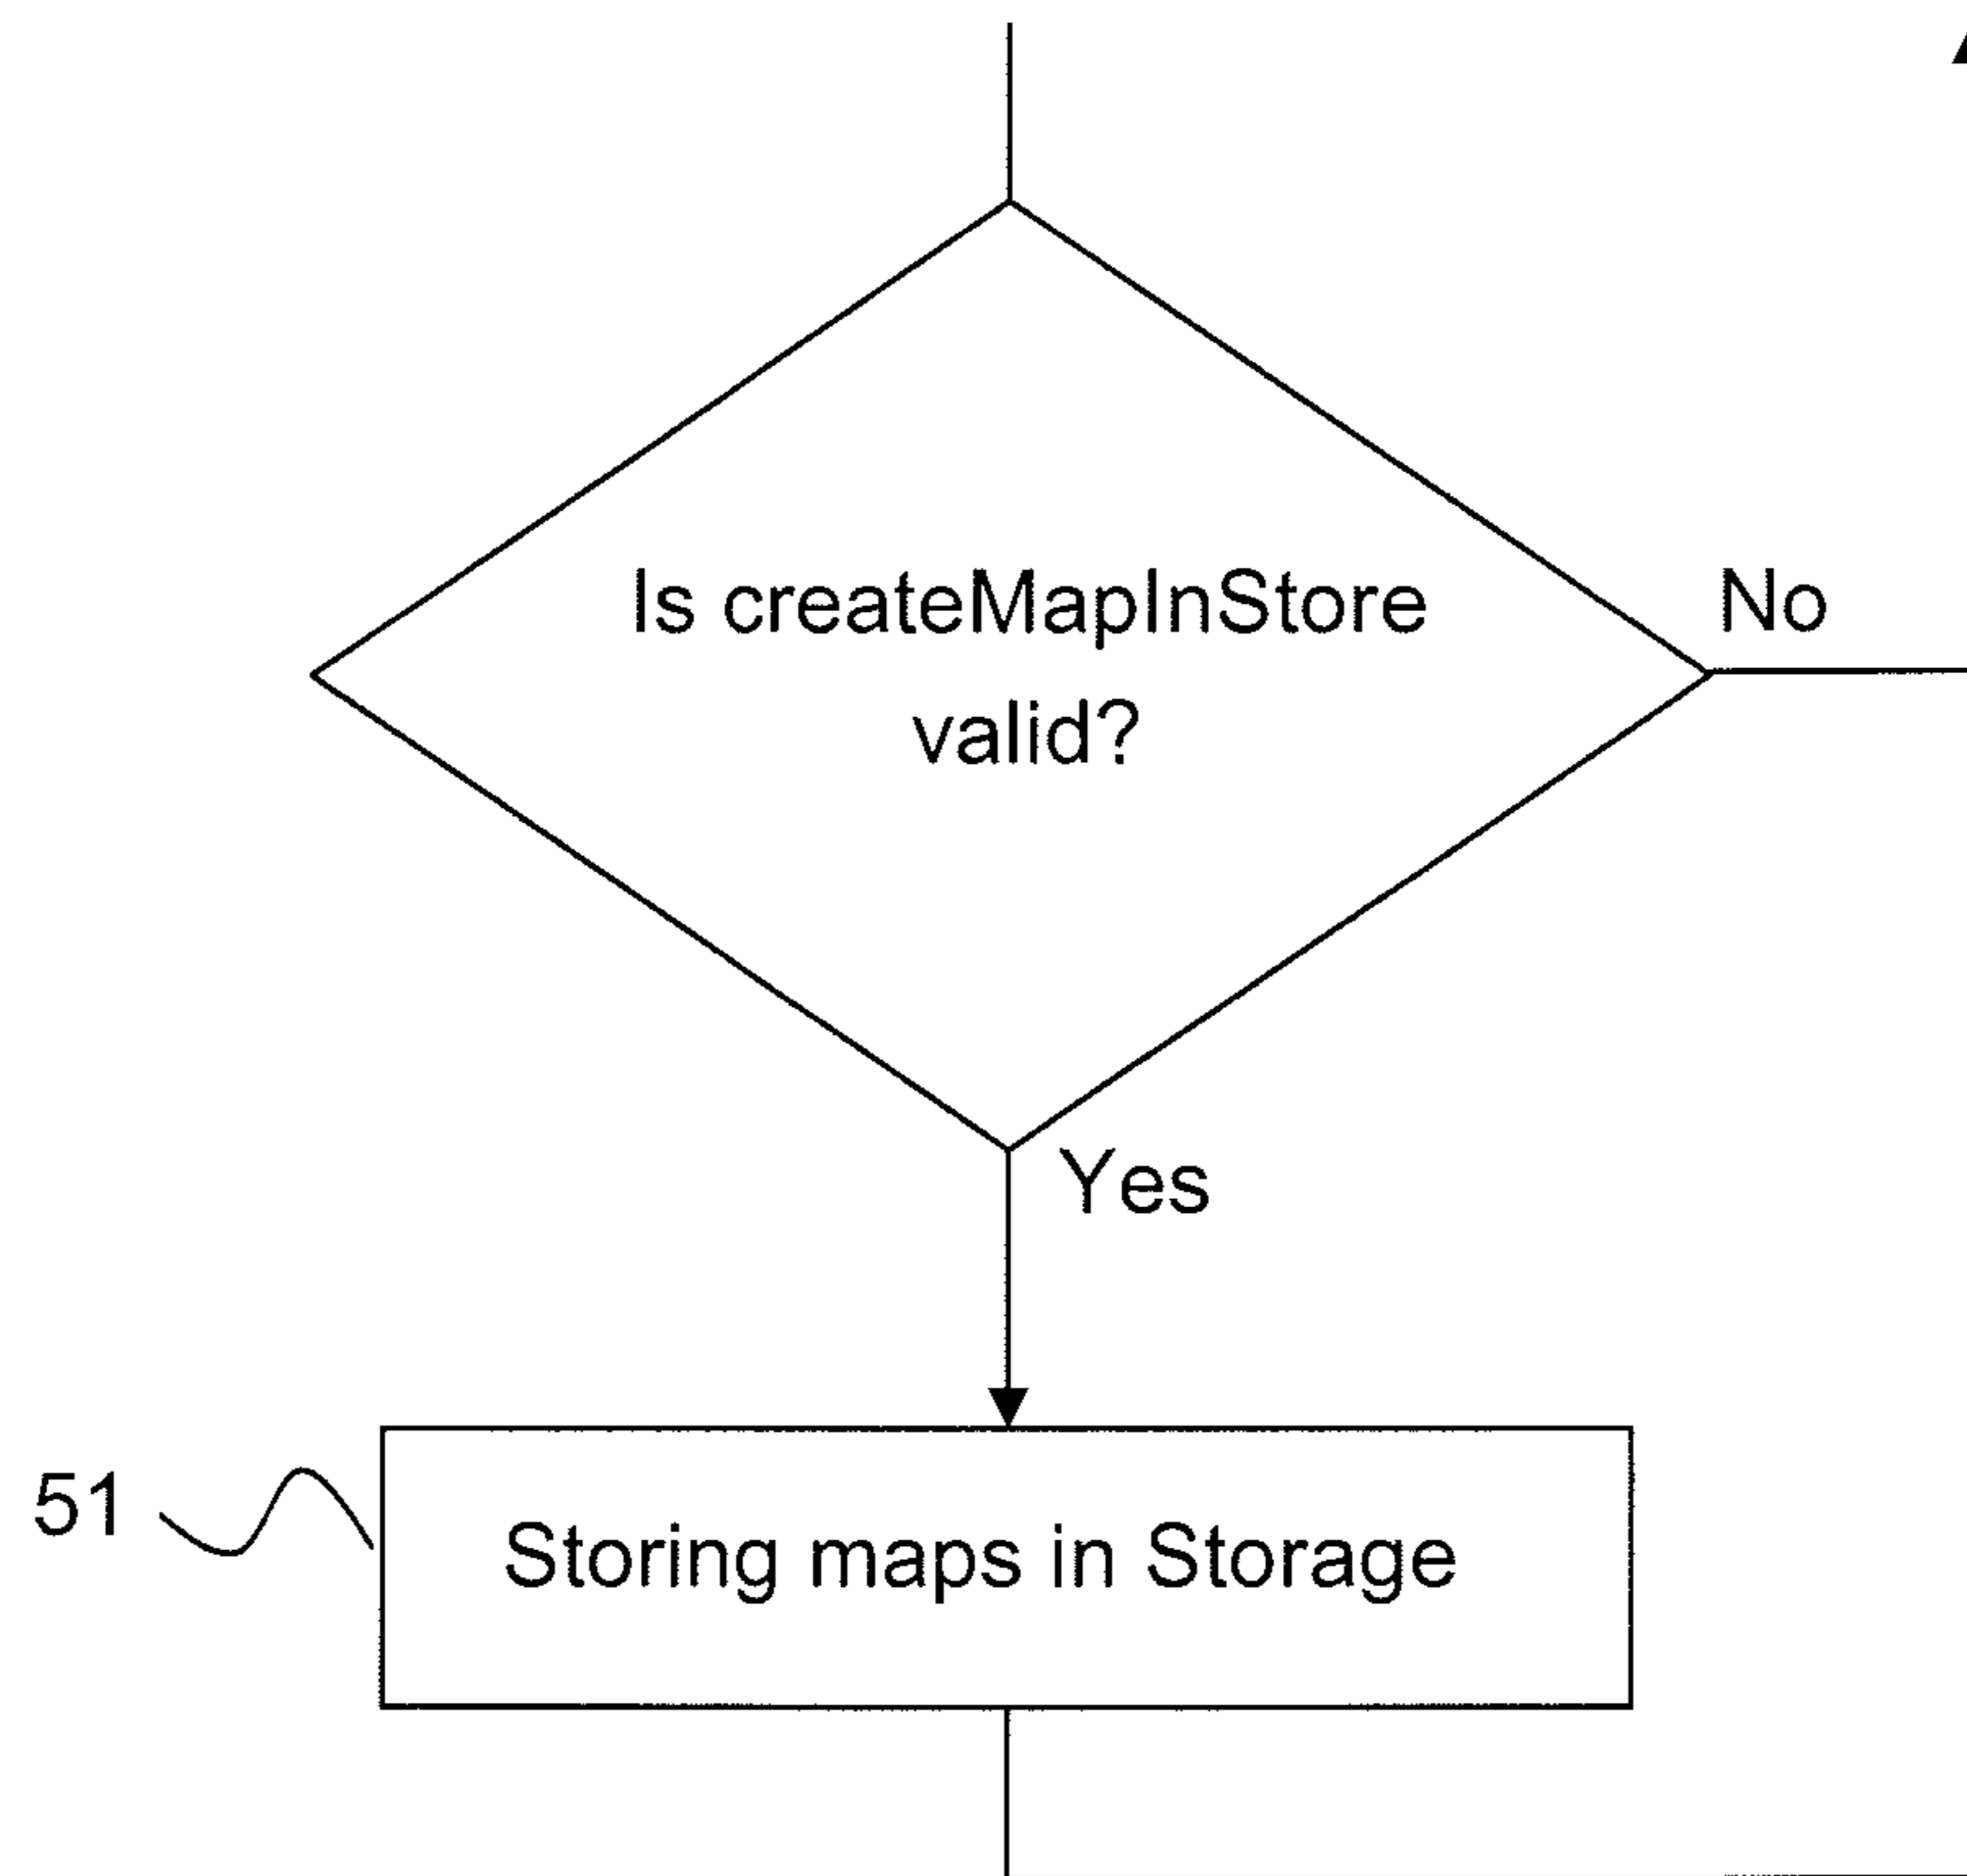 Is createMapInStore
valid?
No
Yes
51
Storing maps in Storage